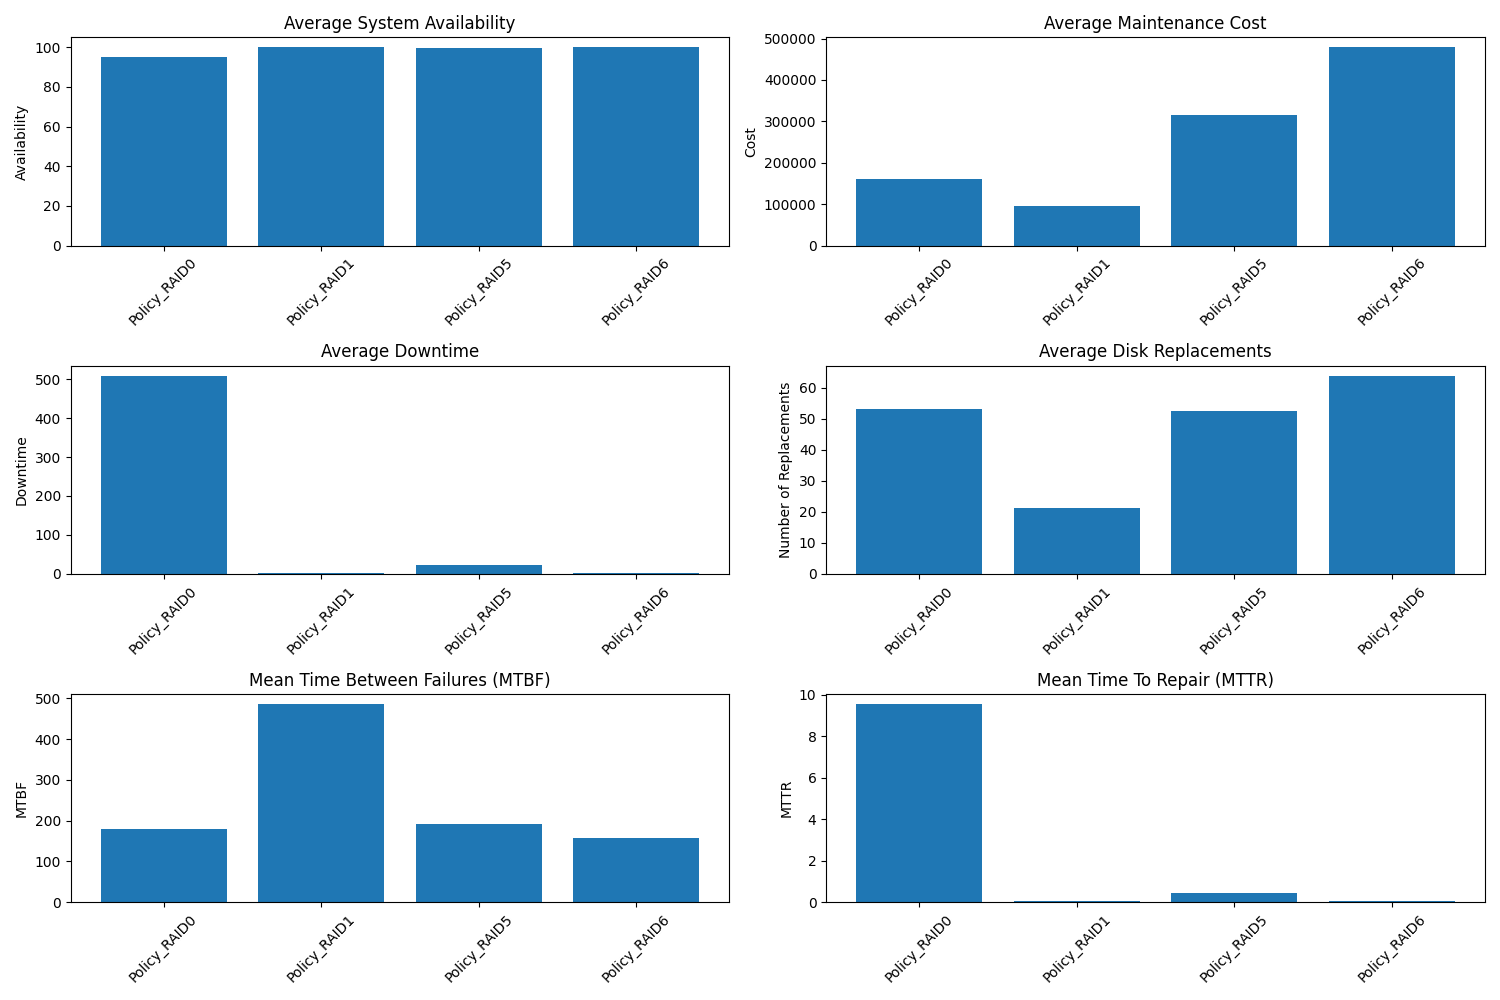 Average System Availability
Availability
100
80
60
40
20
0
Policy_RAID0
Policy_RAID1
Policy_RAID5
Policy_RAID6
Average Maintenance Cost
Cost
500000
400000
300000
200000
100000
0
Policy_RAID0
Policy_RAID1
Policy_RAID5
Policy_RAID6
Average Downtime
Downtime
500
400
300
200
100
0
Policy_RAID0
Policy_RAID1
Policy_RAID5
Policy_RAID6
Average Disk Replacements
Number of Replacements
60
50
40
30
20
10
0
Policy_RAID0
Policy_RAID1
Policy_RAID5
Policy_RAID6
Mean Time Between Failures (MTBF)
MTBF
500
400
300
200
100
0
Policy_RAID0
Policy_RAID1
Policy_RAID5
Policy_RAID6
Mean Time To Repair (MTTR)
MTTR
10
8
6
4
2
0
Policy_RAID0
Policy_RAID1
Policy_RAID5
Policy_RAID6